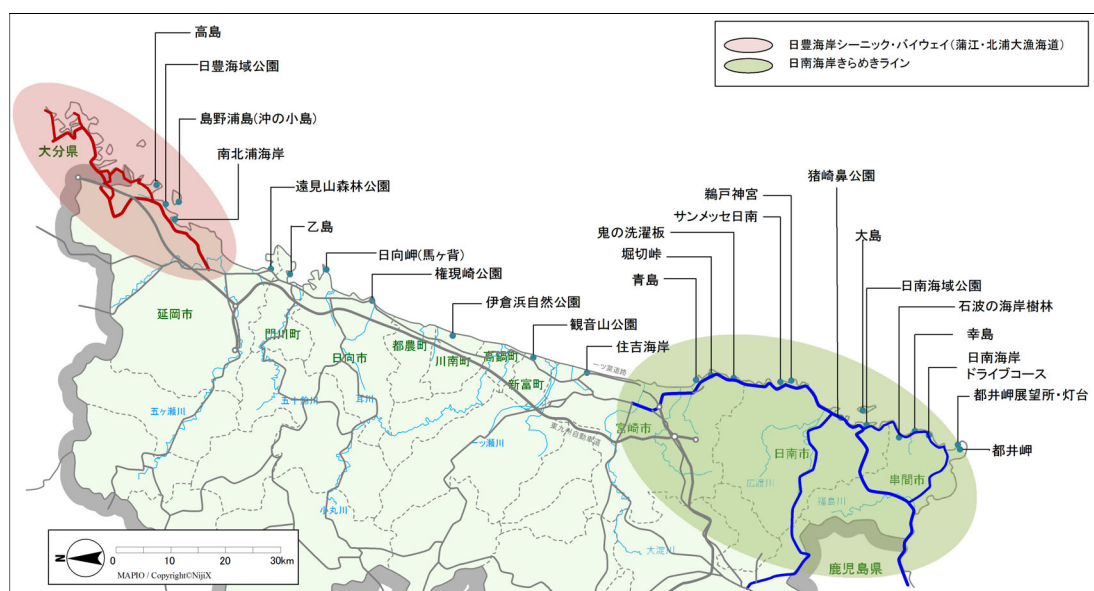 日豊海岸シーニック・バイウェイ(蒲江・北浦大漁海道)
日南海岸きらめきライン
高島
日豊海域公園
島野浦島(沖の小島)
南北浦海岸
遠見山森林公園
乙島
日向岬(馬ヶ背)
権現崎公園
伊倉浜自然公園
観音山公園
住吉海岸
青島
堀切峠
鬼の洗濯板
サンメッセ日南
鵜戸神宮
猪崎鼻公園
大島
日南海域公園
石波の海岸樹林
幸島
日南海岸
ドライブコース
都井岬展望所・灯台
都井岬
大分県
延岡市
門川町
日向市
都農町
川南町
高鍋町
新富町
宮崎市
日南市
串間市
鹿児島県
一ツ葉道路
東九州自動車道
五ヶ瀬川
五十鈴川
耳川
小丸川
一ツ瀬川
大淀川
広渡川
福島川
N
0 10 20 30km
MAPIO / Copyright©NijiX